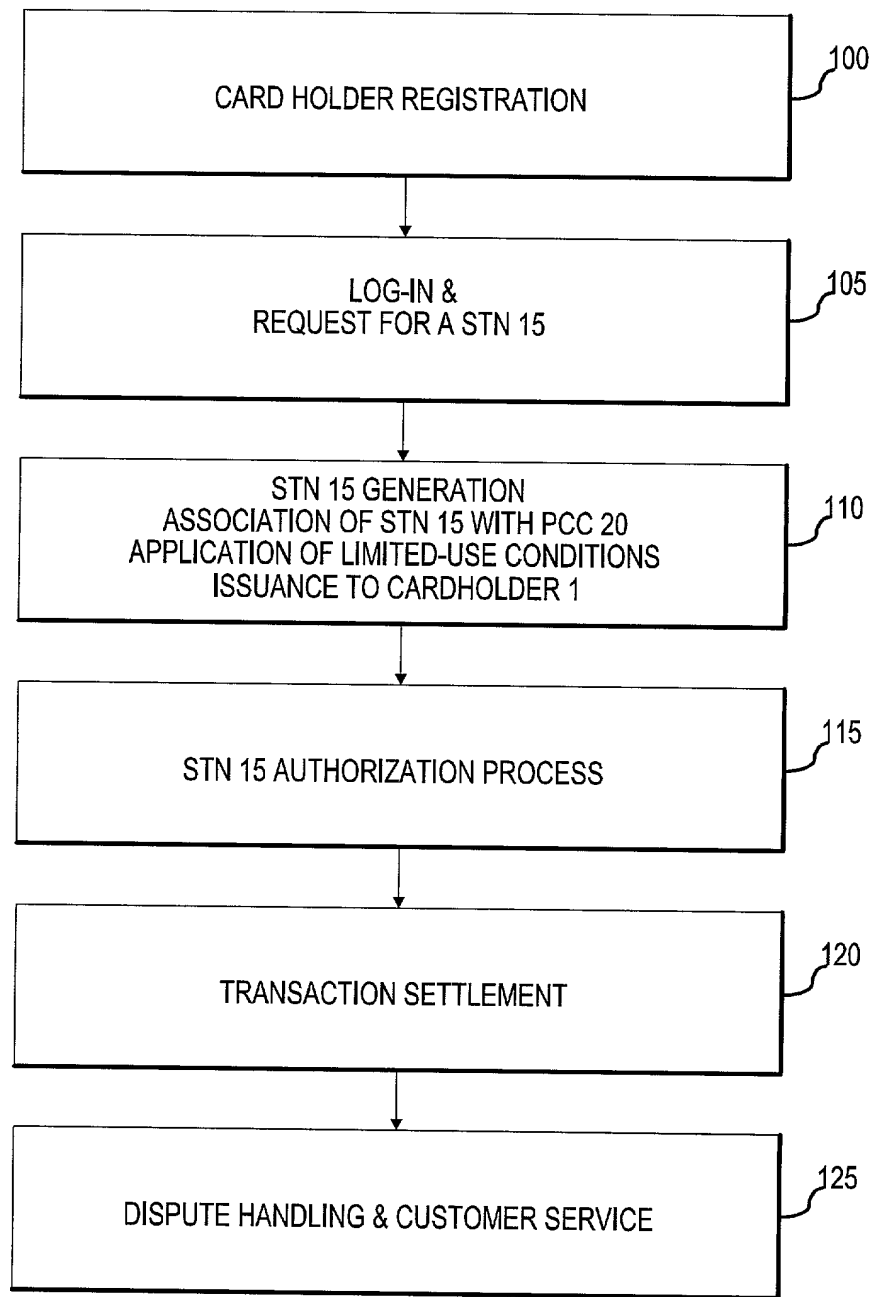 CARD HOLDER REGISTRATION
100
LOG-IN &
REQUEST FOR A STN 15
105
STN 15 GENERATION
ASSOCIATION OF STN 15 WITH PCC 20
APPLICATION OF LIMITED-USE CONDITIONS
ISSUANCE TO CARDHOLDER 1
110
STN 15 AUTHORIZATION PROCESS
115
TRANSACTION SETTLEMENT
120
DISPUTE HANDLING & CUSTOMER SERVICE
125